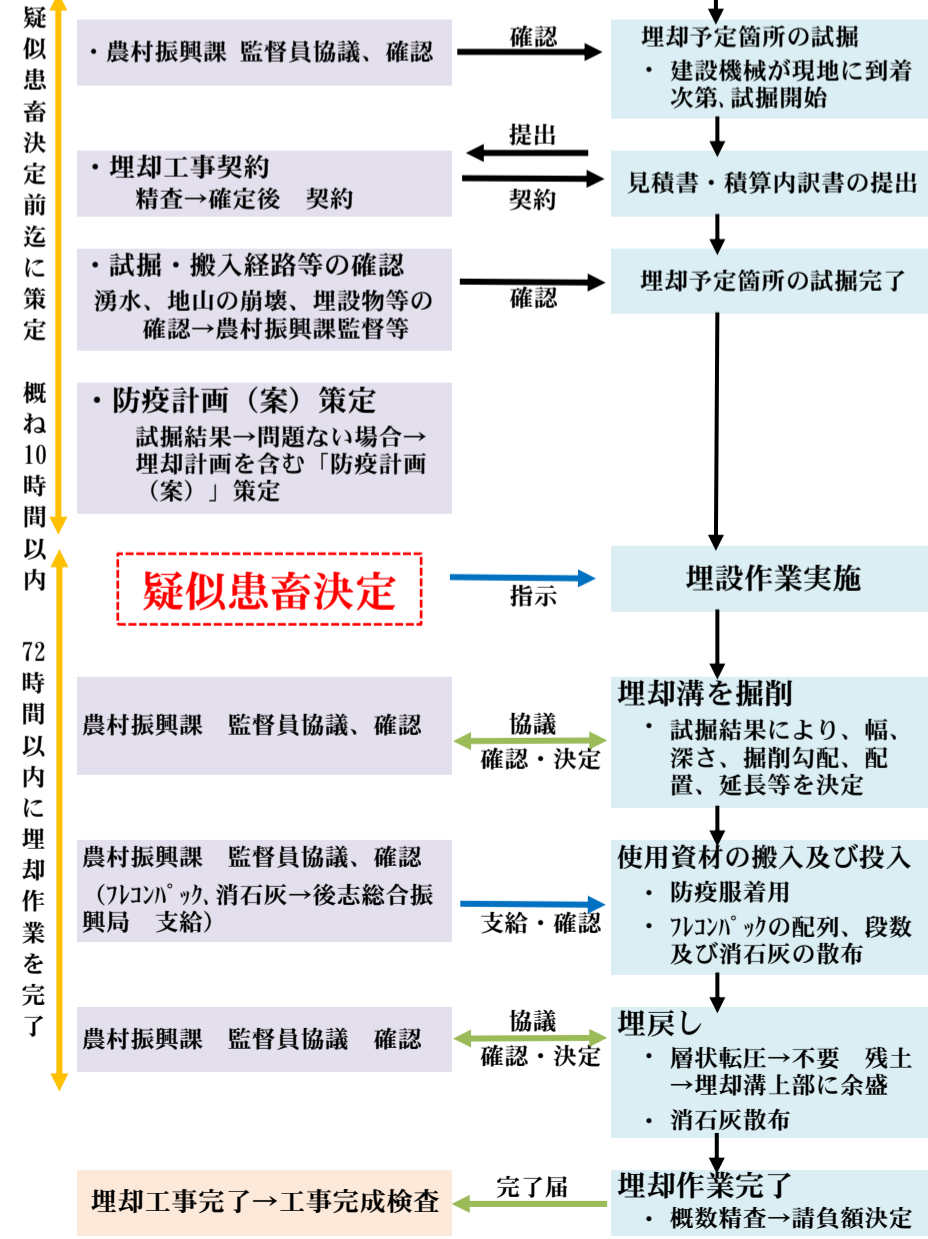 疑似患畜決定前迄に策定　概ね10時間以内
72時間以内に埋却作業を完了
・農村振興課 監督員協議、確認
確認
埋却予定箇所の試掘
・ 建設機械が現地に到着
次第、試掘開始
・埋却工事契約
精査→確定後　契約
提出
契約
見積書・積算内訳書の提出
・試掘・搬入経路等の確認
湧水、地山の崩壊、埋設物等の
確認→農村振興課監督等
確認
埋却予定箇所の試掘完了
・防疫計画（案）策定
試掘結果→問題ない場合→
埋却計画を含む「防疫計画
（案）」策定
疑似患畜決定
指示
埋設作業実施
農村振興課　監督員協議、確認
協議
確認・決定
埋却溝を掘削
・ 試掘結果により、幅、
深さ、掘削勾配、配
置、延長等を決定
農村振興課　監督員協議、確認
（ﾌﾚｺﾝﾊﾟｯｸ、消石灰→後志総合振
興局　支給）
支給・確認
使用資材の搬入及び投入
・ 防疫服着用
・ ﾌﾚｺﾝﾊﾟｯｸの配列、段数
及び消石灰の散布
農村振興課　監督員協議　確認
協議
確認・決定
埋戻し
・ 層状転圧→不要　残土
→埋却溝上部に余盛
・ 消石灰散布
埋却工事完了→工事完成検査
完了届
埋却作業完了
・ 概数精査→請負額決定